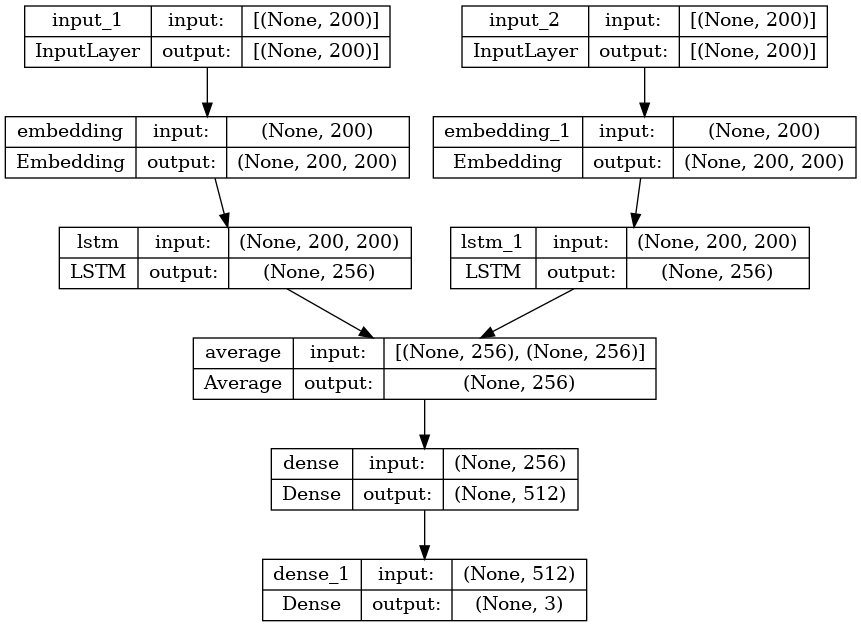 input_1 input: [(None, 200)]
InputLayer output: [(None, 200)]
input_2 input: [(None, 200)]
InputLayer output: [(None, 200)]
embedding input: (None, 200)
Embedding output: (None, 200, 200)
embedding_1 input: (None, 200)
Embedding output: (None, 200, 200)
lstm input: (None, 200, 200)
LSTM output: (None, 256)
lstm_1 input: (None, 200, 200)
LSTM output: (None, 256)
average input: [(None, 256), (None, 256)]
Average output: (None, 256)
dense input: (None, 256)
Dense output: (None, 512)
dense_1 input: (None, 512)
Dense output: (None, 3)